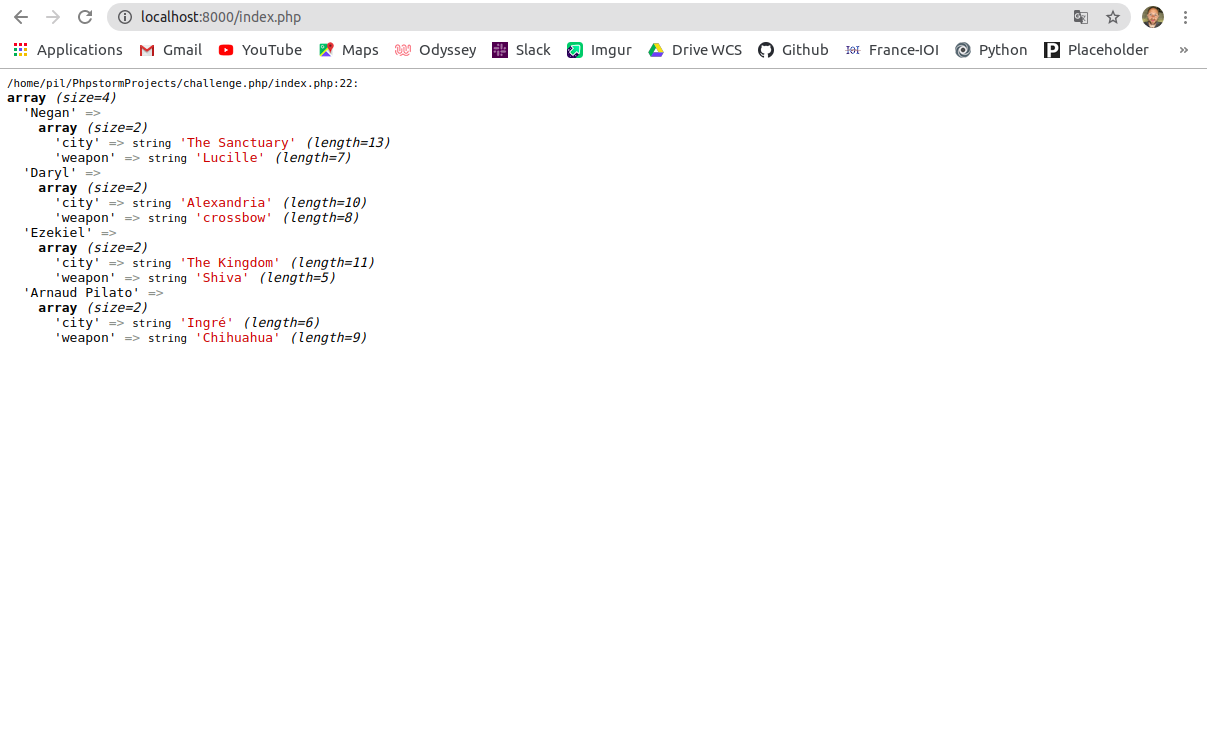 localhost:8000/index.php
Applications Gmail YouTube Maps Odyssey Slack Imgur Drive WCS Github France-IOI Python Placeholder »
/home/pil/PhpstormProjects/challenge.php/index.php:22:
array (size=4)
'Negan' =>
array (size=2)
'city' => string 'The Sanctuary' (length=13)
'weapon' => string 'Lucille' (length=7)
'Daryl' =>
array (size=2)
'city' => string 'Alexandria' (length=10)
'weapon' => string 'crossbow' (length=8)
'Ezekiel' =>
array (size=2)
'city' => string 'The Kingdom' (length=11)
'weapon' => string 'Shiva' (length=5)
'Arnaud Pilato' =>
array (size=2)
'city' => string 'Ingré' (length=6)
'weapon' => string 'Chihuahua' (length=9)